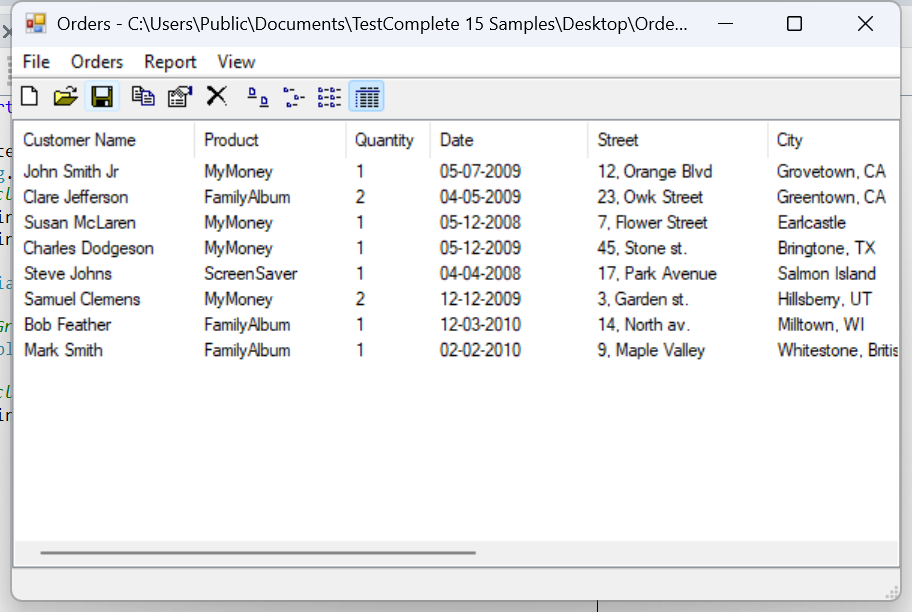 Orders - C:\Users\Public\Documents\TestComplete 15 Samples\Desktop\Orde...
File Orders Report View
Customer Name Product Quantity Date Street City
John Smith Jr MyMoney 1 05-07-2009 12, Orange Blvd Grovetown, CA
Clare Jefferson FamilyAlbum 2 04-05-2009 23, Owk Street Greentown, CA
Susan McLaren MyMoney 1 05-12-2008 7, Flower Street Earlcastle
Charles Dodgeson MyMoney 1 05-12-2009 45, Stone st. Bringtone, TX
Steve Johns ScreenSaver 1 04-04-2008 17, Park Avenue Salmon Island
Samuel Clemens MyMoney 2 12-12-2009 3, Garden st. Hillsberry, UT
Bob Feather FamilyAlbum 1 12-03-2010 14, North av. Milltown, WI
Mark Smith FamilyAlbum 1 02-02-2010 9, Maple Valley Whitestone, Britis